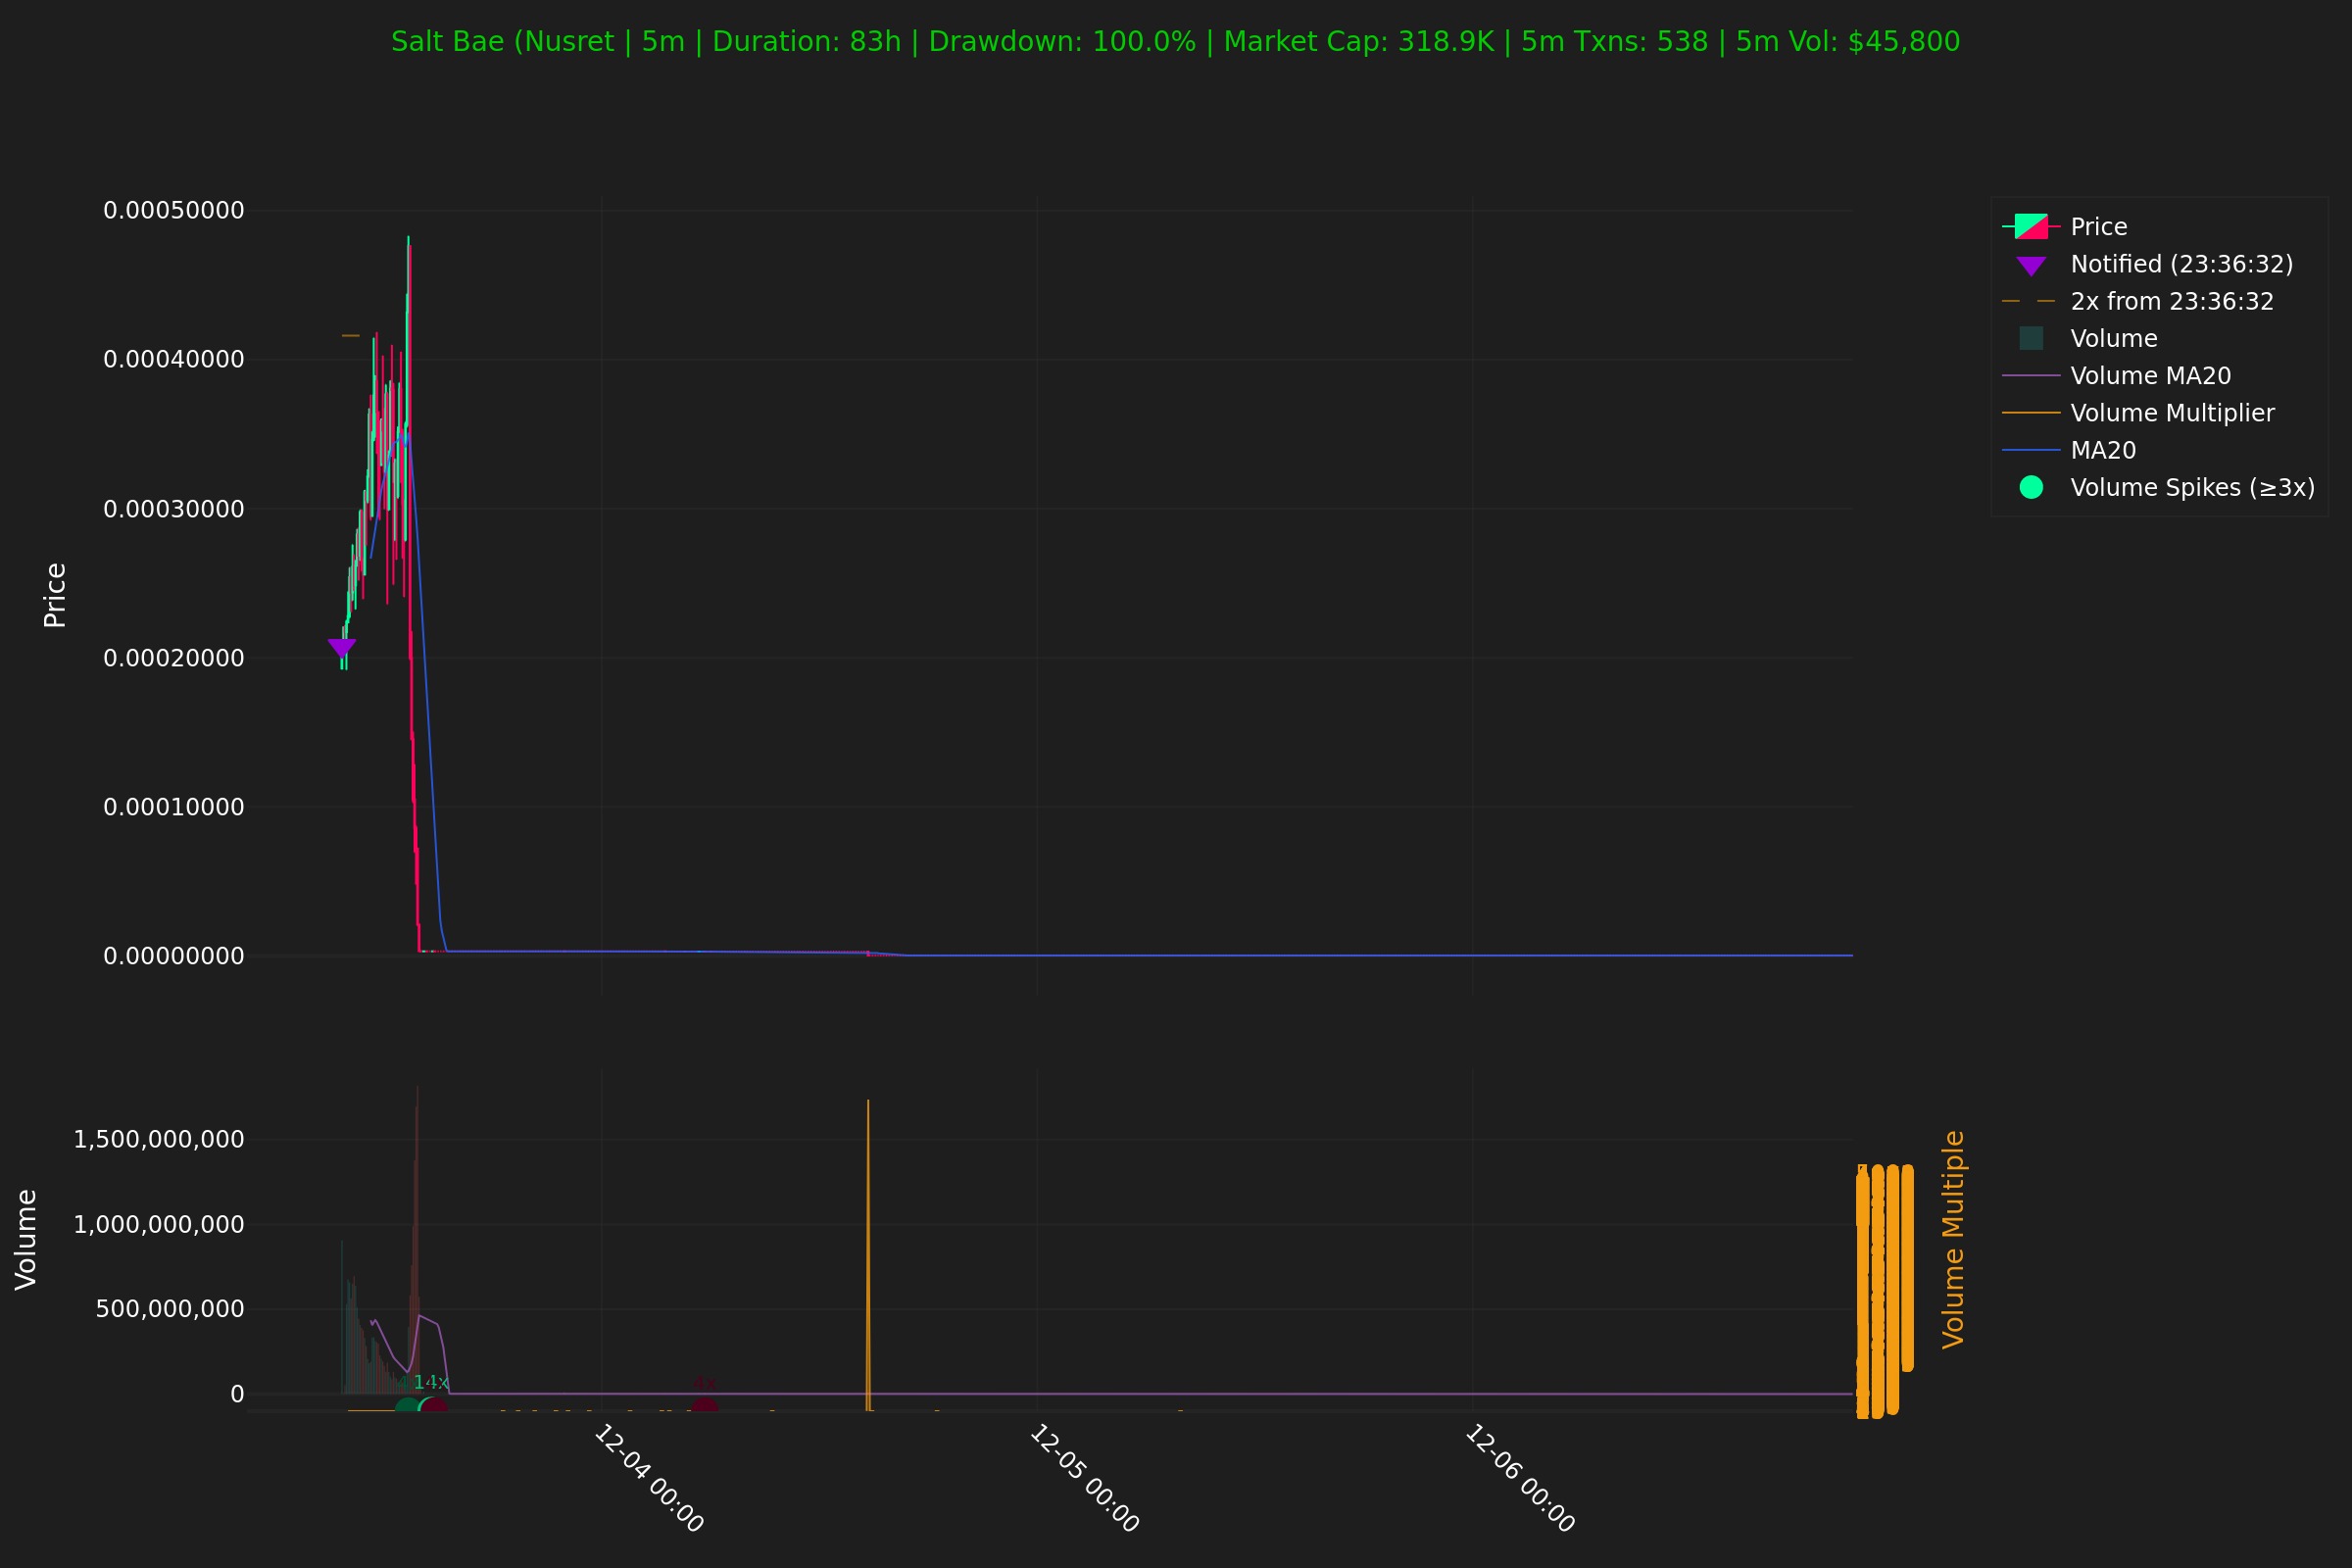 Salt Bae (Nusret | 5m | Duration: 83h | Drawdown: 100.0% | Market Cap: 318.9K | 5m Txns: 538 | 5m Vol: $45,800
0.00050000
0.00040000
0.00030000
0.00020000
0.00010000
0.00000000
Price
Price
Notified (23:36:32)
2x from 23:36:32
Volume
Volume MA20
Volume Multiplier
MA20
Volume Spikes (≥3x)
1,500,000,000
1,000,000,000
500,000,000
0
Volume
14x
Volume Multiple
12-04 00:00
12-05 00:00
12-06 00:00